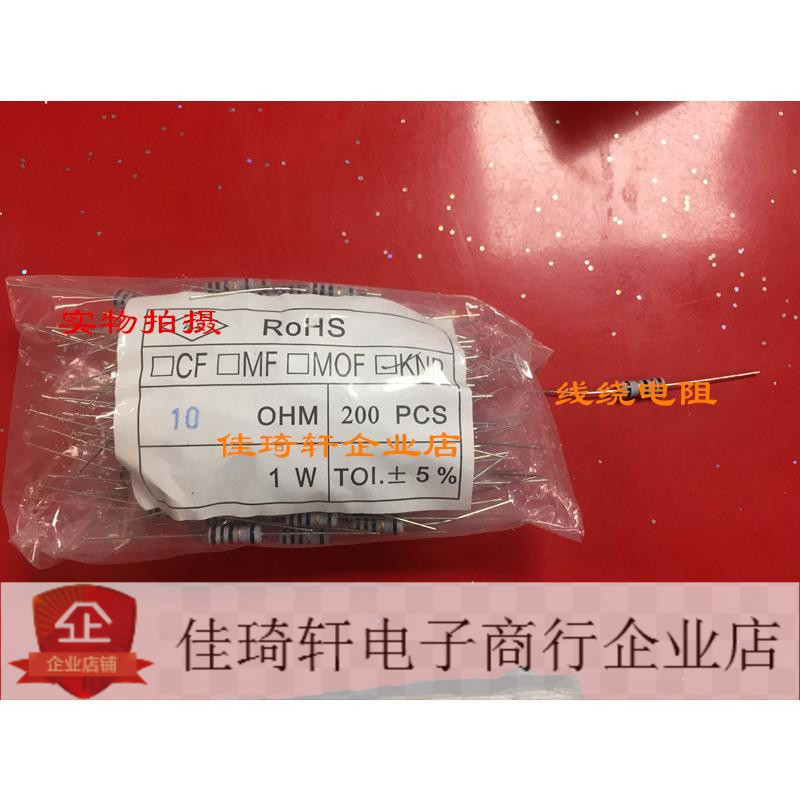 实物拍摄
RoHS
□CF □MF □MOF ☑KNP
线绕电阻
10 OHM 200 PCS
佳琦轩企业店
1 W TOl.±5%
企
企业店铺
佳琦轩电子商行企业店